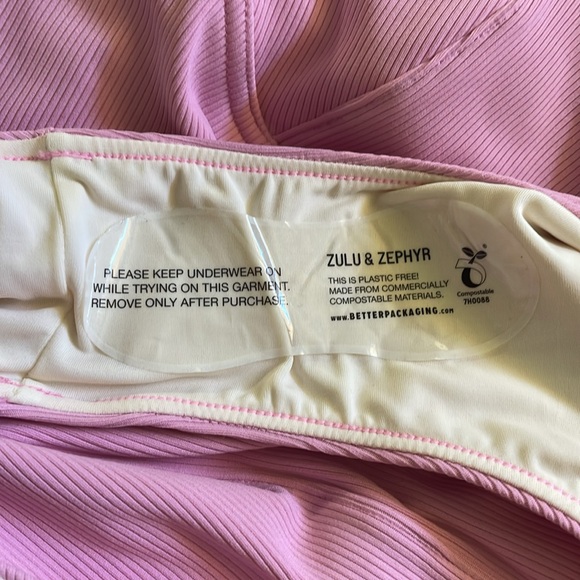 PLEASE KEEP UNDERWEAR ON
WHILE TRYING ON THIS GARMENT.
REMOVE ONLY AFTER PURCHASE.
ZULU & ZEPHYR
THIS IS PLASTIC FREE!
MADE FROM COMMERCIALLY
COMPOSTABLE MATERIALS.
www.BETTERPACKAGING.com
Compostable
7H0088